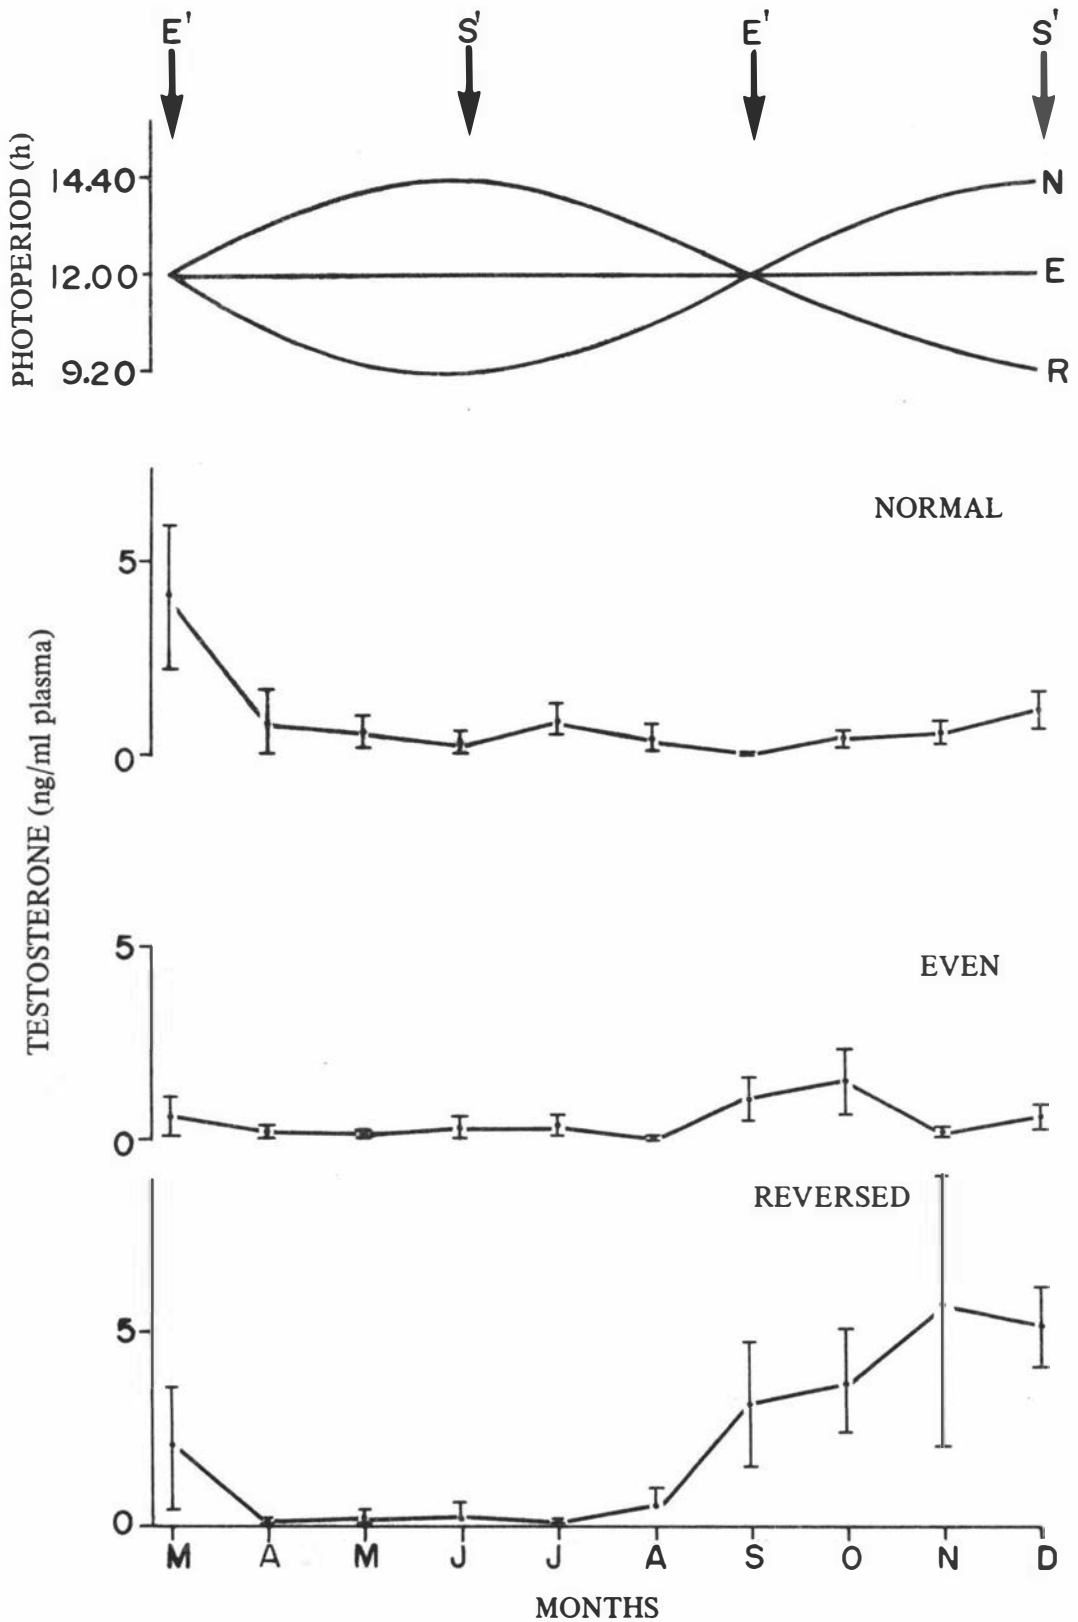 E' S' E' S'
PHOTOPERIOD (h)
14.40
12.00
9.20
N
E
R
TESTOSTERONE (ng/ml plasma)
NORMAL
5
0
EVEN
5
0
REVERSED
5
0
M A M J J A S O N D
MONTHS